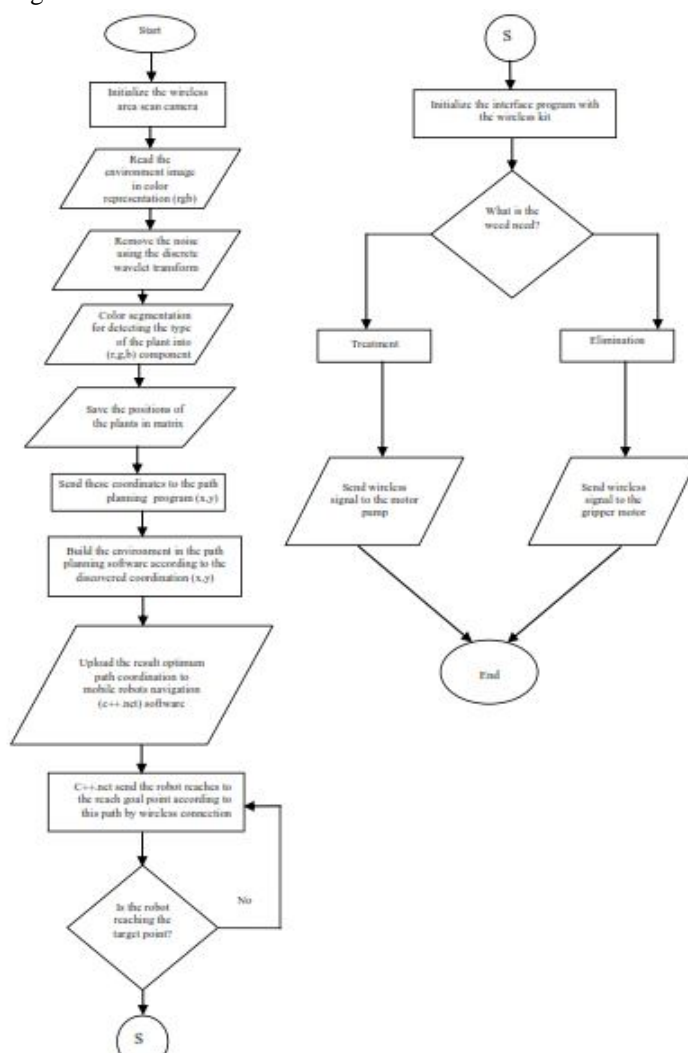 Start
Initialize the wireless
area scan camera
Read the
environment image
in color
representation (rgb)
Remove the noise
using the discrete
wavelet transform
Color segmentation
for detecting the type
of the plant into
(r,g,b) component
Save the positions of
the plants in matrix
Send these coordinates to the path
planning program (x,y)
Build the environment in the path
planning software according to the
discovered coordination (x,y)
Upload the result optimum
path coordination to
mobile robots navigation
(c++.net) software
C++.net send the robot reaches to
the reach goal point according to
this path by wireless connection
No
Is the robot
reaching the
target point?
S
S
Initialize the interface program with
the wireless kit
What is the
weed need?
Treatment
Elimination
Send wireless
signal to the motor
pump
Send wireless
signal to the
gripper motor
End